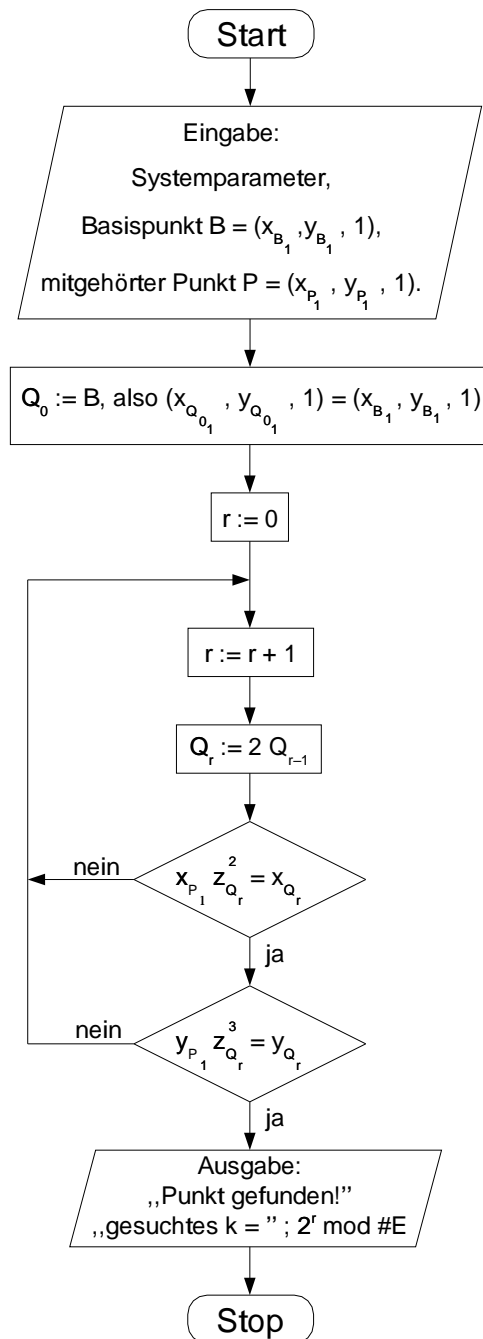 Start
Eingabe:
Systemparameter,
Basispunkt B = (x_{B_1} ,y_{B_1} , 1),
mitgehörter Punkt P = (x_{P_1} , y_{P_1} , 1).
Q_0 := B, also (x_{Q_{0_1}} , y_{Q_{0_1}} , 1) = (x_{B_1} , y_{B_1} , 1)
r := 0
r := r + 1
Q_r := 2 Q_{r–1}
nein
x_{P_1} z_{Q_r}^2 = x_{Q_r}
ja
nein
y_{P_1} z_{Q_r}^3 = y_{Q_r}
ja
Ausgabe:
,,Punkt gefunden!”
,,gesuchtes k = ” ; 2^r mod #E
Stop